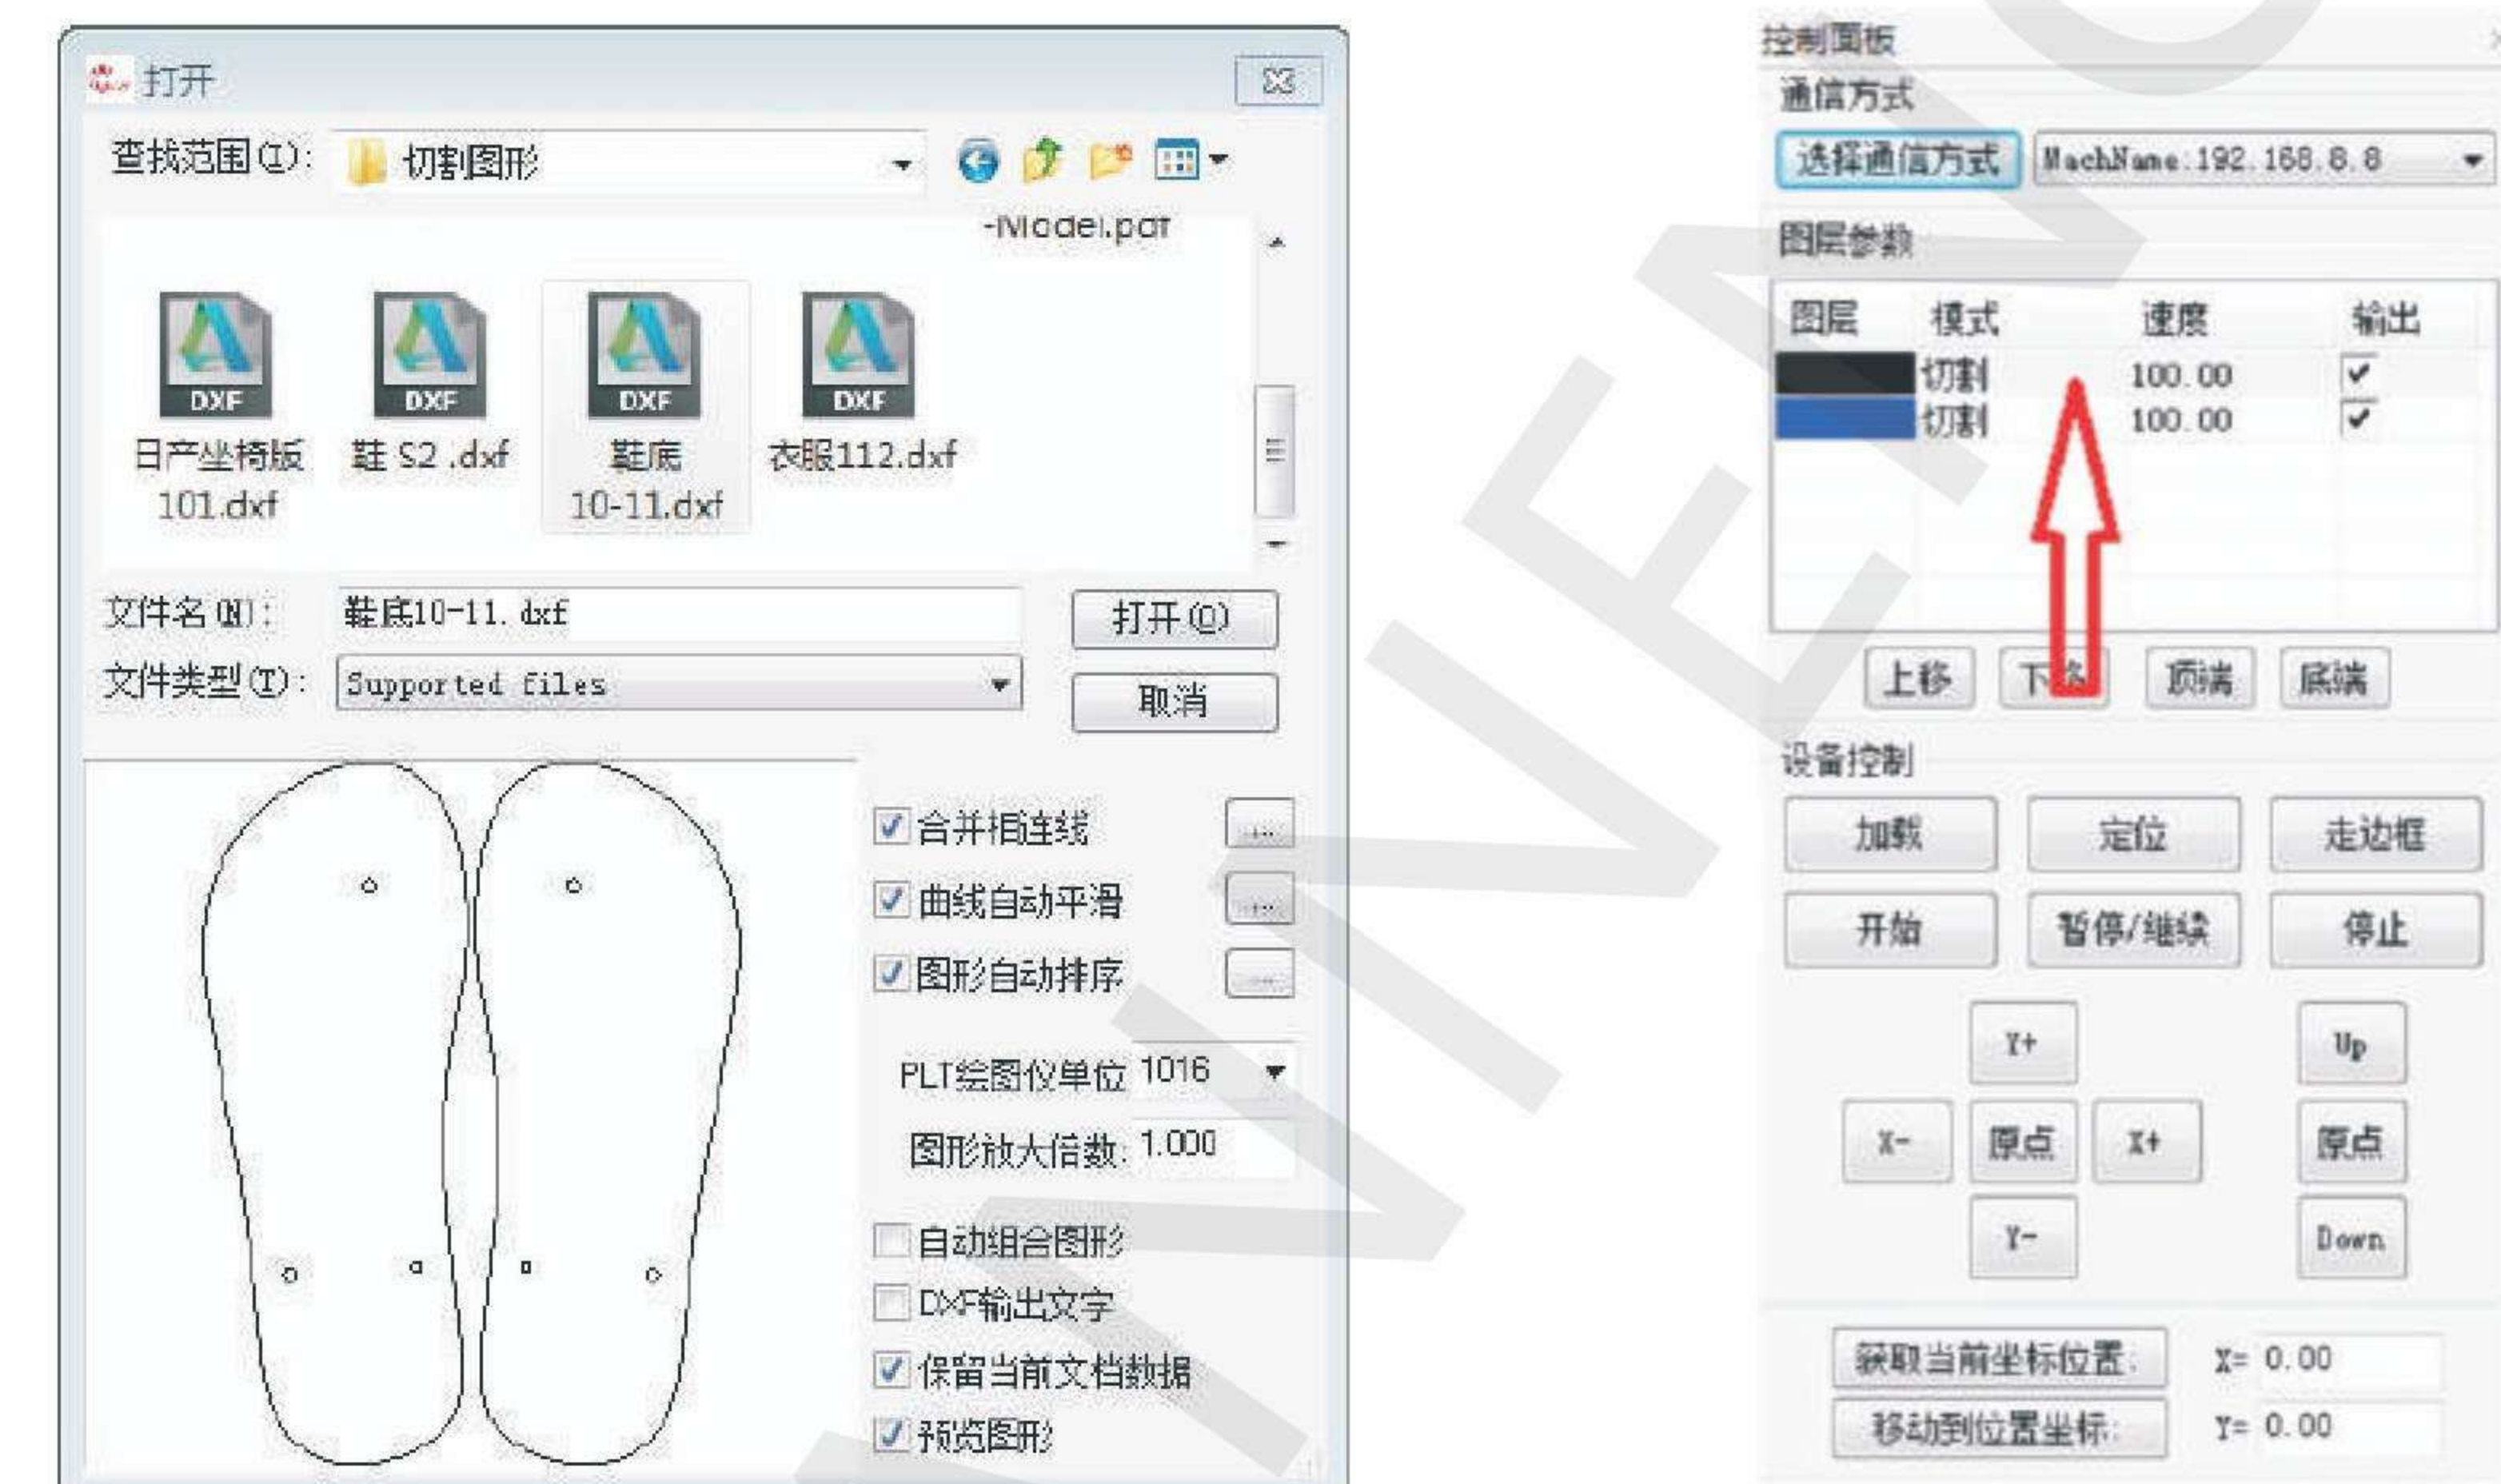 打开
查找范围(I): 切割图形
-Model.pdf
DXF DXF DXF DXF
日产坐椅版 鞋 S2 .dxf 鞋底 衣服112.dxf
101.dxf 10-11.dxf
文件名(N): 鞋底10-11.dxf 打开(O)
文件类型(T): Supported files 取消
合并相连线 ...
曲线自动平滑 ...
图形自动排序 ...
PLT绘图仪单位 1016
图形放大倍数: 1.000
自动组合图形
DXF输出文字
保留当前文档数据
预览图形
控制面板
通信方式
选择通信方式 MachName:192.168.8.8
图层参数
图层 模式 速度 输出
切割 100.00
切割 100.00
上移 下移 顶端 底端
设备控制
加载 定位 走边框
开始 暂停/继续 停止
Y+ Up
X- 原点 X+ 原点
Y- Down
获取当前坐标位置: X= 0.00
移动到位置坐标: Y= 0.00